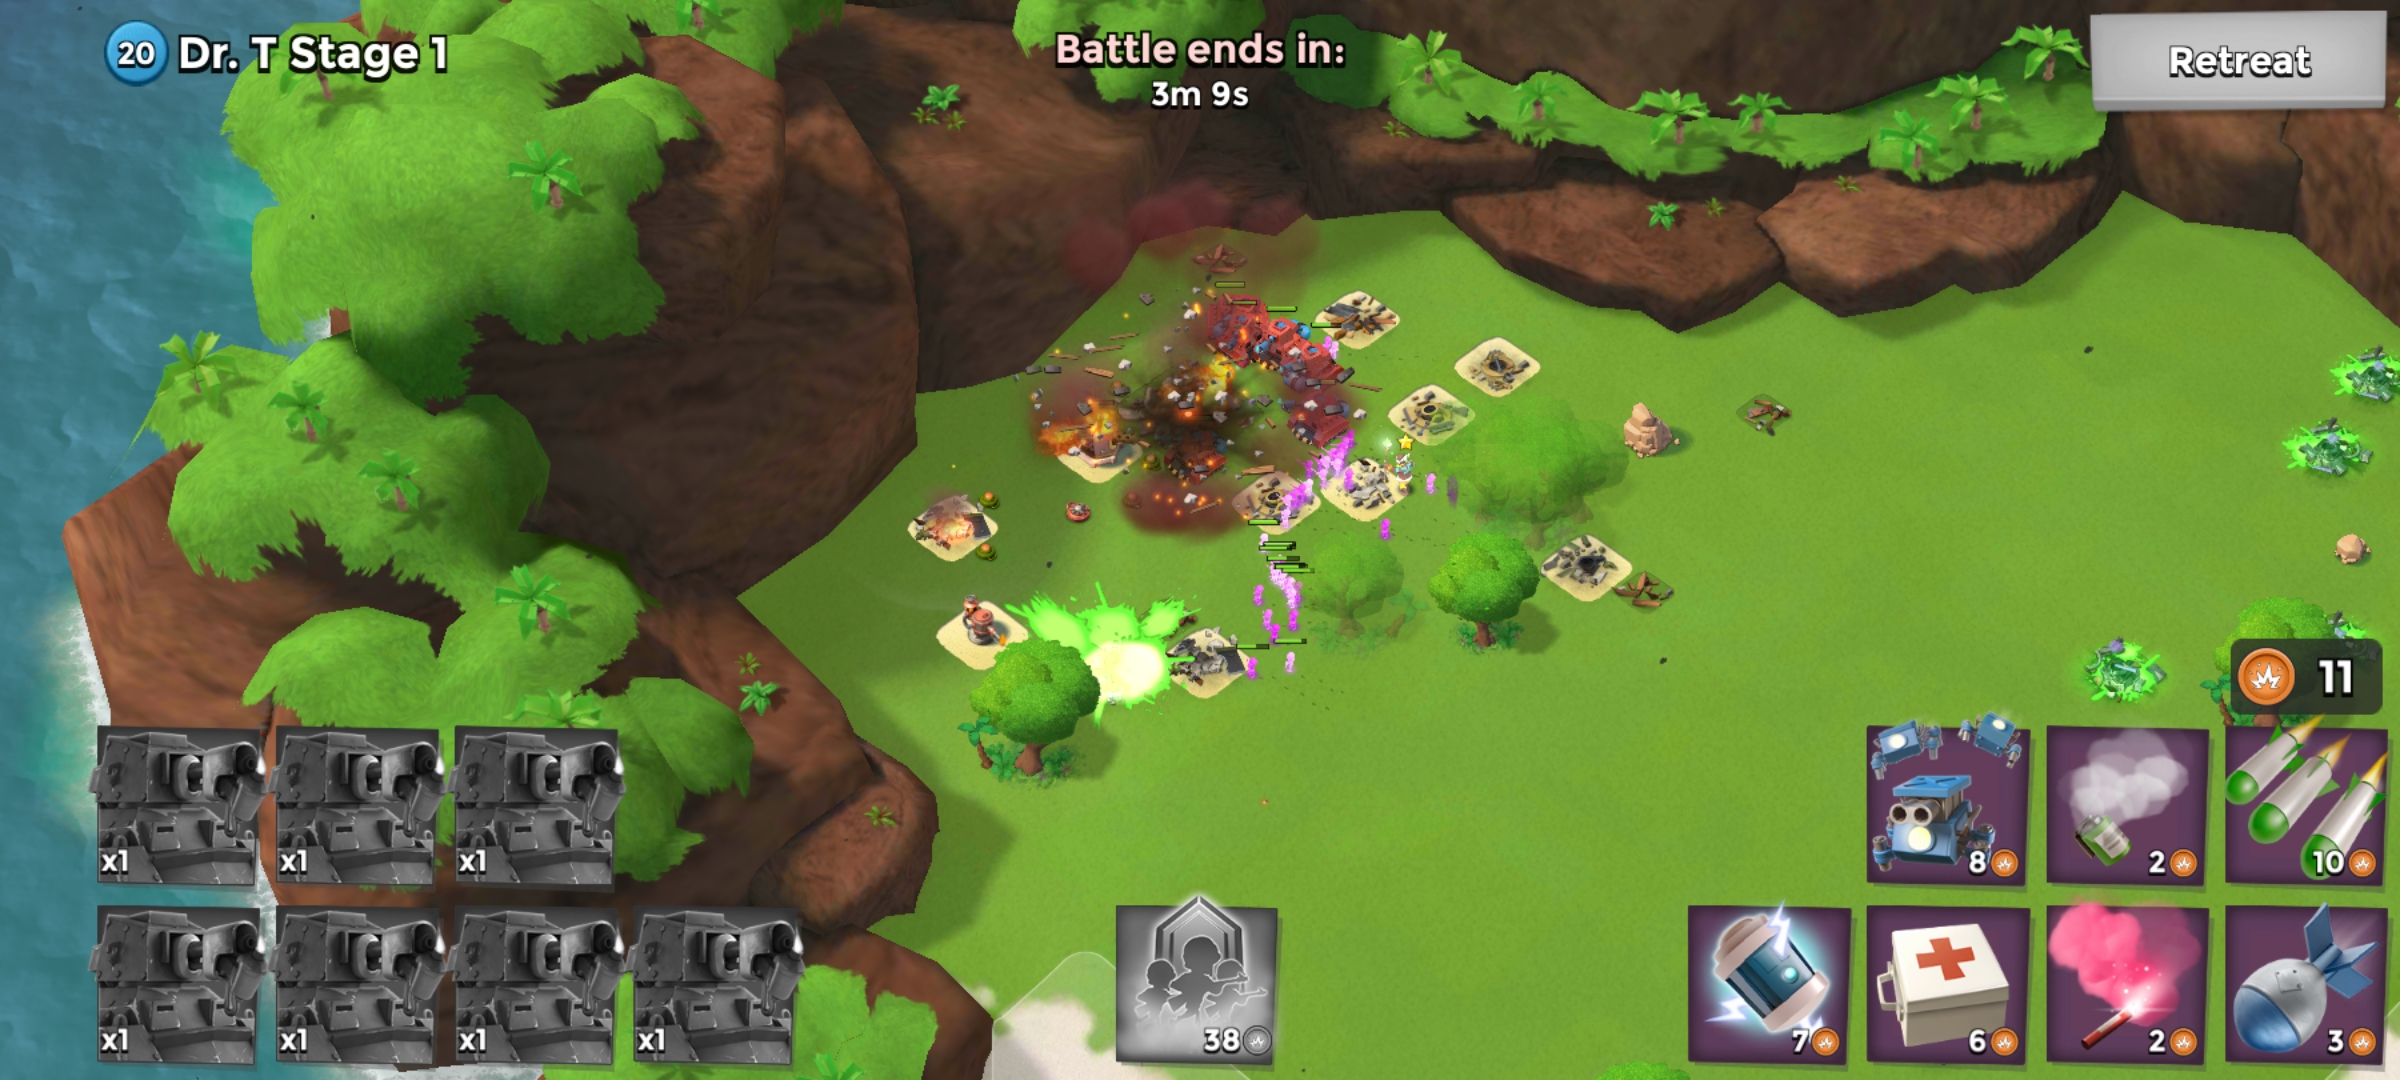 20 Dr. T Stage 1
Battle ends in:
3m 9s
Retreat
11
x1 x1 x1
8 2 10
x1 x1 x1 x1
38
7 6 2 3